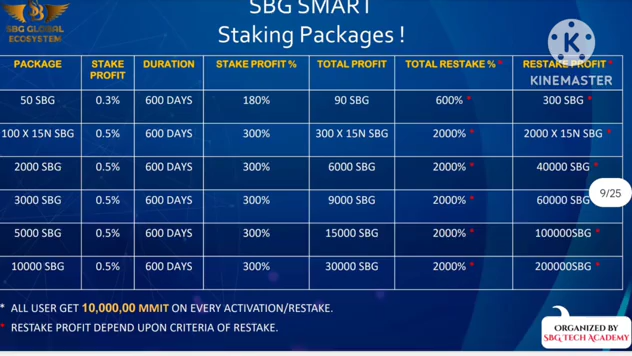 SBG SMART
Staking Packages !
SBG GLOBAL
ECOSYSTEM
K
KINEMASTER
PACKAGE STAKE PROFIT DURATION STAKE PROFIT % TOTAL PROFIT TOTAL RESTAKE % * RESTAKE PROFIT *
50 SBG 0.3% 600 DAYS 180% 90 SBG 600% * 300 SBG *
100 X 15N SBG 0.5% 600 DAYS 300% 300 X 15N SBG 2000% * 2000 X 15N SBG *
2000 SBG 0.5% 600 DAYS 300% 6000 SBG 2000% * 40000 SBG *
3000 SBG 0.5% 600 DAYS 300% 9000 SBG 2000% * 60000 SBG
9/25
5000 SBG 0.5% 600 DAYS 300% 15000 SBG 2000% * 100000SBG *
10000 SBG 0.5% 600 DAYS 300% 30000 SBG 2000% * 200000SBG *
* ALL USER GET 10,000,00 MMIT ON EVERY ACTIVATION/RESTAKE.
* RESTAKE PROFIT DEPEND UPON CRITERIA OF RESTAKE.
ORGANIZED BY
SBG TECH ACADEMY